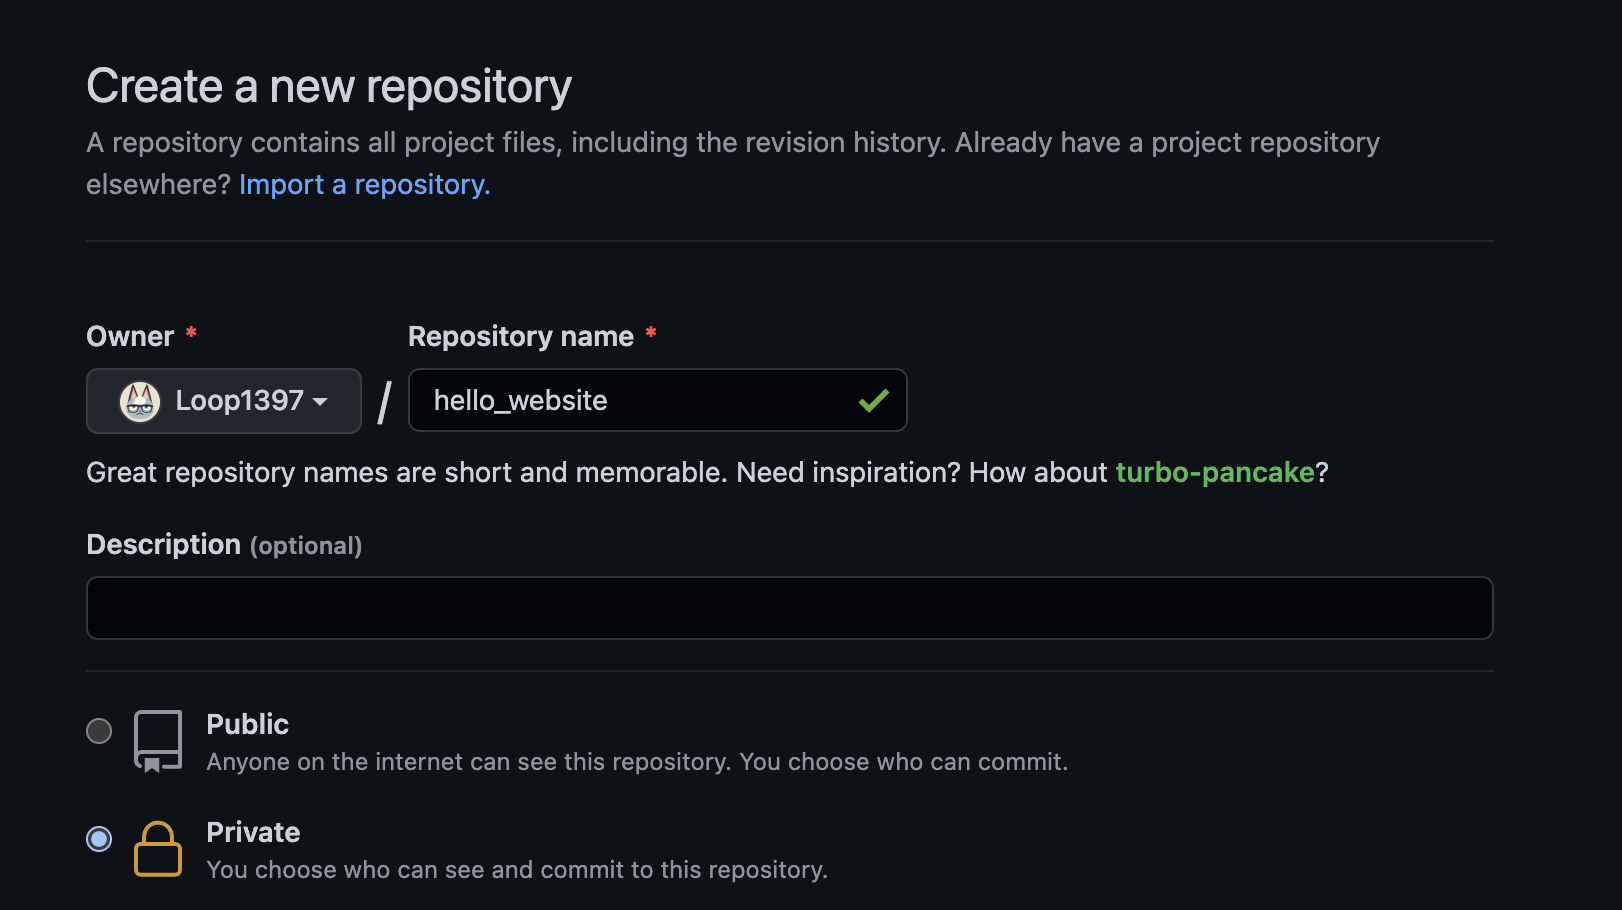 Create a new repository
A repository contains all project files, including the revision history. Already have a project repository
elsewhere? Import a repository.
Owner * Repository name *
Loop1397 / hello_website
Great repository names are short and memorable. Need inspiration? How about turbo-pancake?
Description (optional)
Public
Anyone on the internet can see this repository. You choose who can commit.
Private
You choose who can see and commit to this repository.